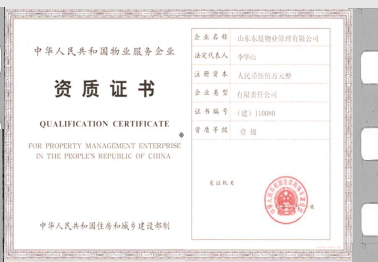 中华人民共和国物业服务企业
资质证书
QUALIFICATION CERTIFICATE
FOR PROPERTY MANAGEMENT ENTERPRISE
IN THE PEOPLE'S REPUBLIC OF CHINA
中华人民共和国住房和城乡建设部制
企业名称 山东东晨物业管理有限公司
法定代表人 李华山
注册资本 人民币伍佰万元整
企业类型 有限责任公司
证书编号 (建)110080
资质等级 壹级
发证机关